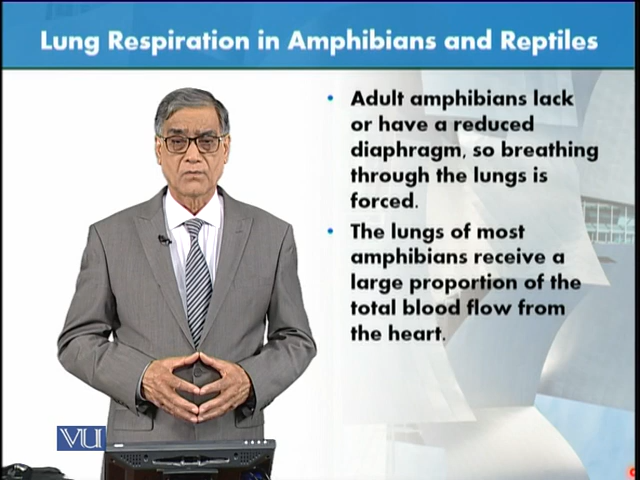 Lung Respiration in Amphibians and Reptiles
• Adult amphibians lack
or have a reduced
diaphragm, so breathing
through the lungs is
forced.
• The lungs of most
amphibians receive a
large proportion of the
total blood flow from
the heart.
VU